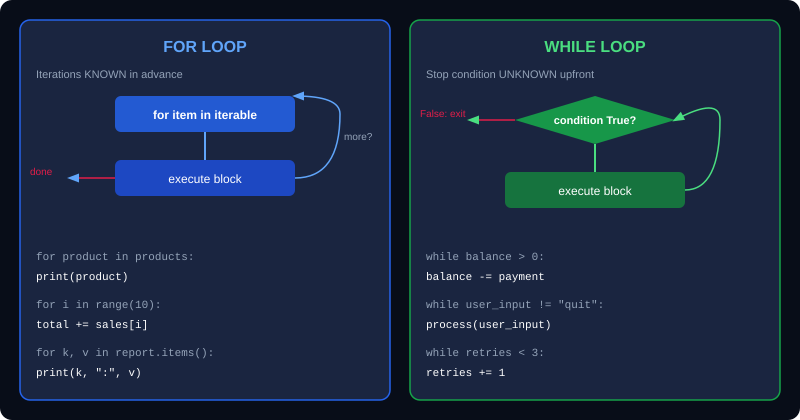 FOR LOOP
Iterations KNOWN in advance
for item in iterable
more?
done
execute block
for product in products:
print(product)
for i in range(10):
total += sales[i]
for k, v in report.items():
print(k, ":", v)
WHILE LOOP
Stop condition UNKNOWN upfront
False: exit
condition True?
execute block
while balance > 0:
balance -= payment
while user_input != "quit":
process(user_input)
while retries < 3:
retries += 1